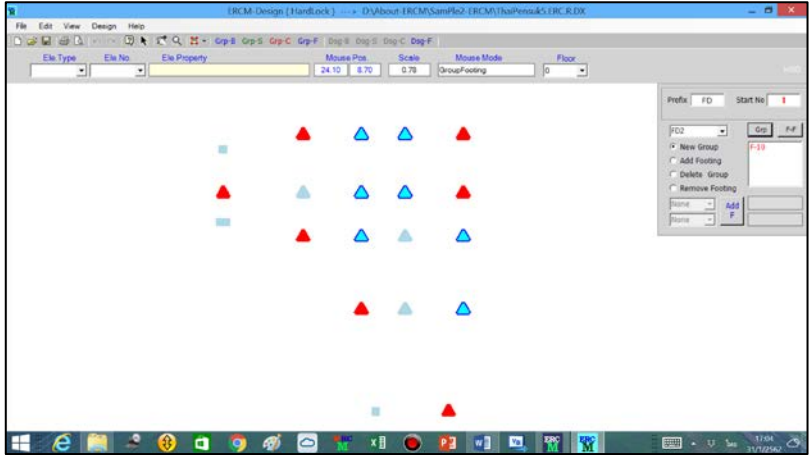 ERCM-Design ( HardLock ) ---> D:\About-ERCM\SamPle2-ERCM\ThaiPensuk5.ERC.R.DX
File Edit View Design Help
Grp-B Grp-S Grp-C Grp-F Dsg-B Dsg-S Dsg-C Dsg-F
Ele.Type Ele.No. Ele.Property Mouse Pos. Scale Mouse Mode Floor
24.10 8.70 0.78 GroupFooting 0
Prefix FD Start No 1
FD2 Grp F-F
New Group F-19
Add Footing
Delete Group
Remove Footing
None Add
None F
17:04
31/1/2562